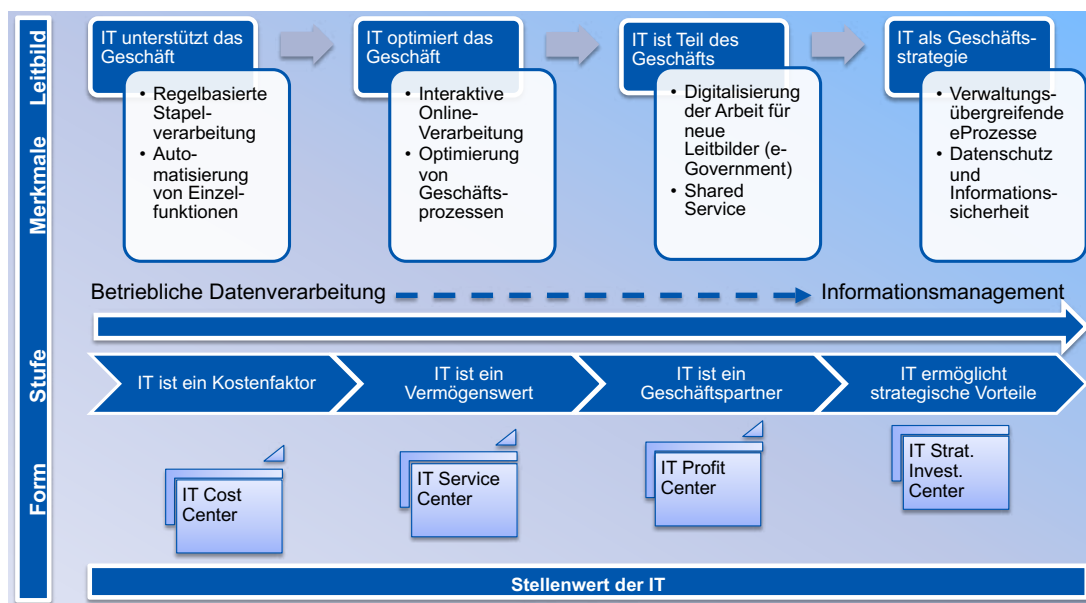 Leitbild
IT unterstützt das
Geschäft
IT optimiert das
Geschäft
IT ist Teil des
Geschäfts
IT als Geschäfts-
strategie
Merkmale
• Regelbasierte
Stapel-
verarbeitung
• Auto-
matisierung
von Einzel-
funktionen
• Interaktive
Online-
Verarbeitung
• Optimierung
von
Geschäfts-
prozessen
• Digitalisierung
der Arbeit für
neue
Leitbilder (e-
Government)
• Shared
Service
• Verwaltungs-
übergreifende
eProzesse
• Datenschutz
und
Informations-
sicherheit
Betriebliche Datenverarbeitung
Informationsmanagement
Stufe
IT ist ein Kostenfaktor
IT ist ein
Vermögenswert
IT ist ein
Geschäftspartner
IT ermöglicht
strategische Vorteile
Form
IT Cost
Center
IT Service
Center
IT Profit
Center
IT Strat.
Invest.
Center
Stellenwert der IT